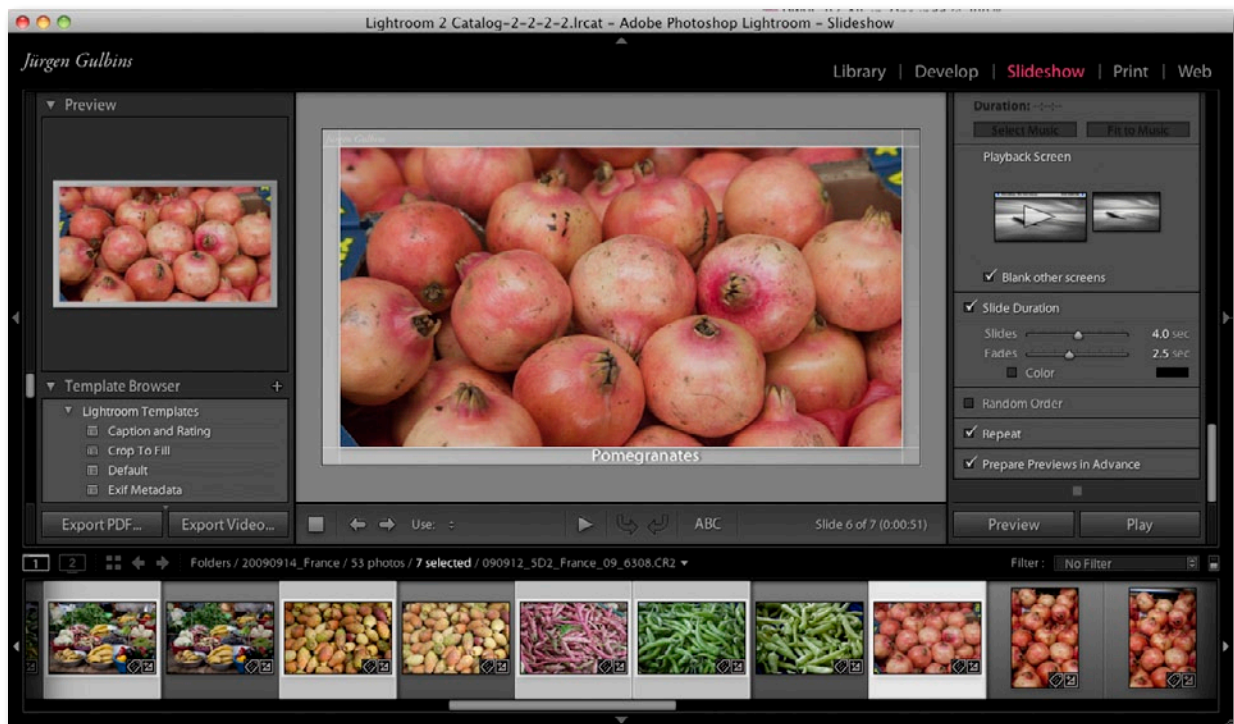 Lightroom 2 Catalog-2-2-2-2.lrcat – Adobe Photoshop Lightroom – Slideshow
Jürgen Gulbins
Library | Develop | Slideshow | Print | Web
Preview
Template Browser +
Lightroom Templates
Caption and Rating
Crop To Fill
Default
Exif Metadata
Export PDF... Export Video...
Jürgen Gulbins
Pomegranates
Use:
ABC
Slide 6 of 7 (0:00:51)
Duration: --:--:--
Select Music Fit to Music
Playback Screen
Blank other screens
Slide Duration
Slides 4.0 sec
Fades 2.5 sec
Color
Random Order
Repeat
Prepare Previews in Advance
Preview Play
1 2 Folders / 20090914_France / 53 photos / 7 selected / 090912_5D2_France_09_6308.CR2
Filter : No Filter